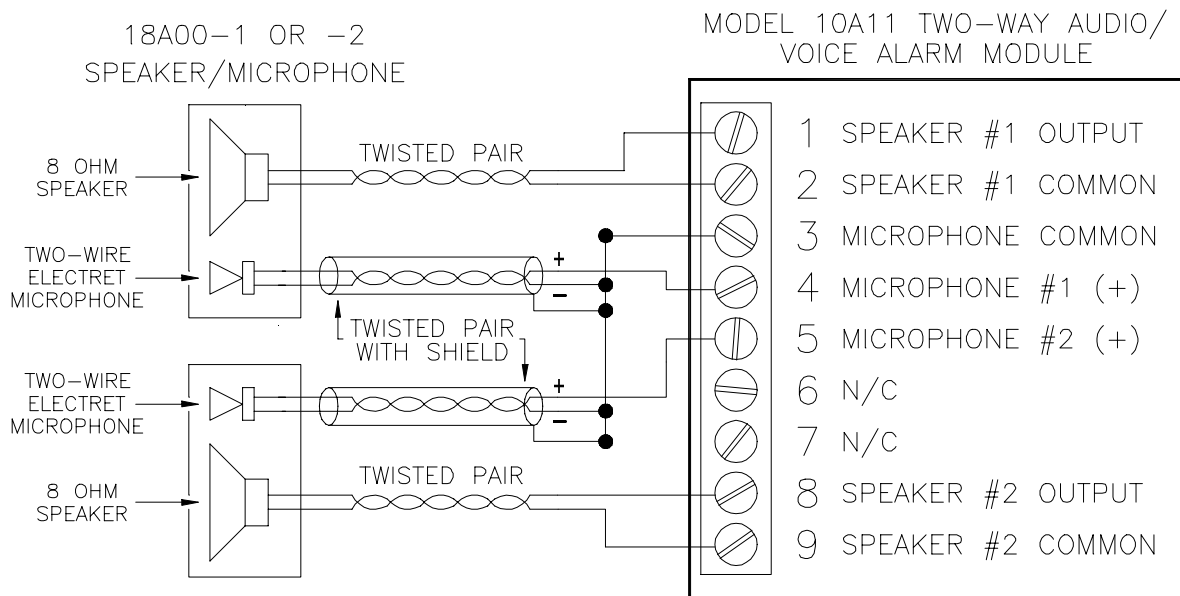 18A00-1 OR -2
SPEAKER/MICROPHONE
MODEL 10A11 TWO-WAY AUDIO/
VOICE ALARM MODULE
8 OHM
SPEAKER
TWISTED PAIR
TWO-WIRE
ELECTRET
MICROPHONE
+
-
TWISTED PAIR
WITH SHIELD
TWO-WIRE
ELECTRET
MICROPHONE
+
-
8 OHM
SPEAKER
TWISTED PAIR
1 SPEAKER #1 OUTPUT
2 SPEAKER #1 COMMON
3 MICROPHONE COMMON
4 MICROPHONE #1 (+)
5 MICROPHONE #2 (+)
6 N/C
7 N/C
8 SPEAKER #2 OUTPUT
9 SPEAKER #2 COMMON